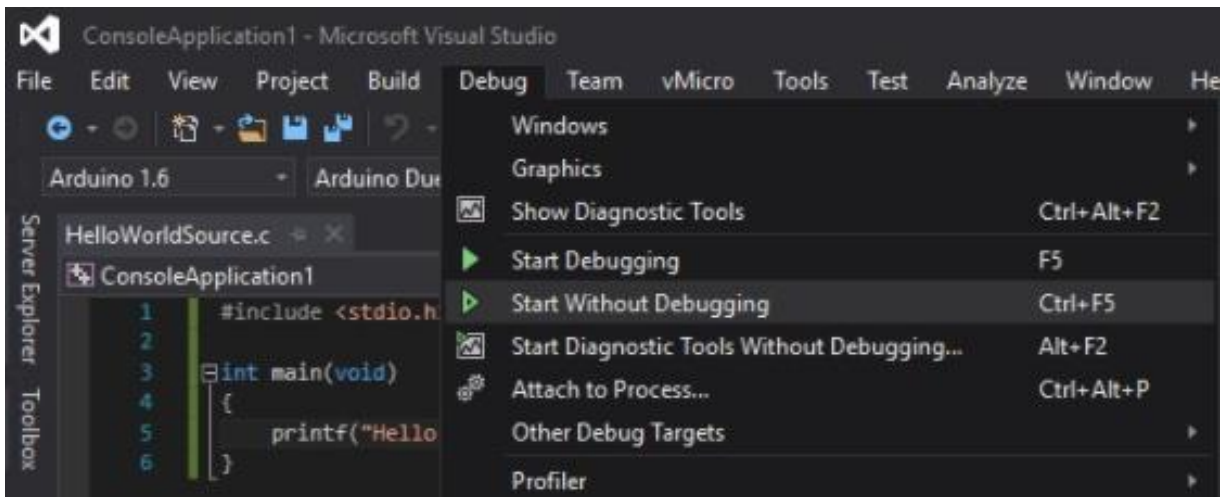 ConsoleApplication1 - Microsoft Visual Studio
File Edit View Project Build Debug Team vMicro Tools Test Analyze Window He
Arduino 1.6 Arduino Due
Server Explorer
Toolbox
HelloWorldSource.c
ConsoleApplication1
1 #include <stdio.h
2
3 int main(void)
4 {
5 printf("Hello
6 }
Windows
Graphics
Show Diagnostic Tools Ctrl+Alt+F2
Start Debugging F5
Start Without Debugging Ctrl+F5
Start Diagnostic Tools Without Debugging... Alt+F2
Attach to Process... Ctrl+Alt+P
Other Debug Targets
Profiler